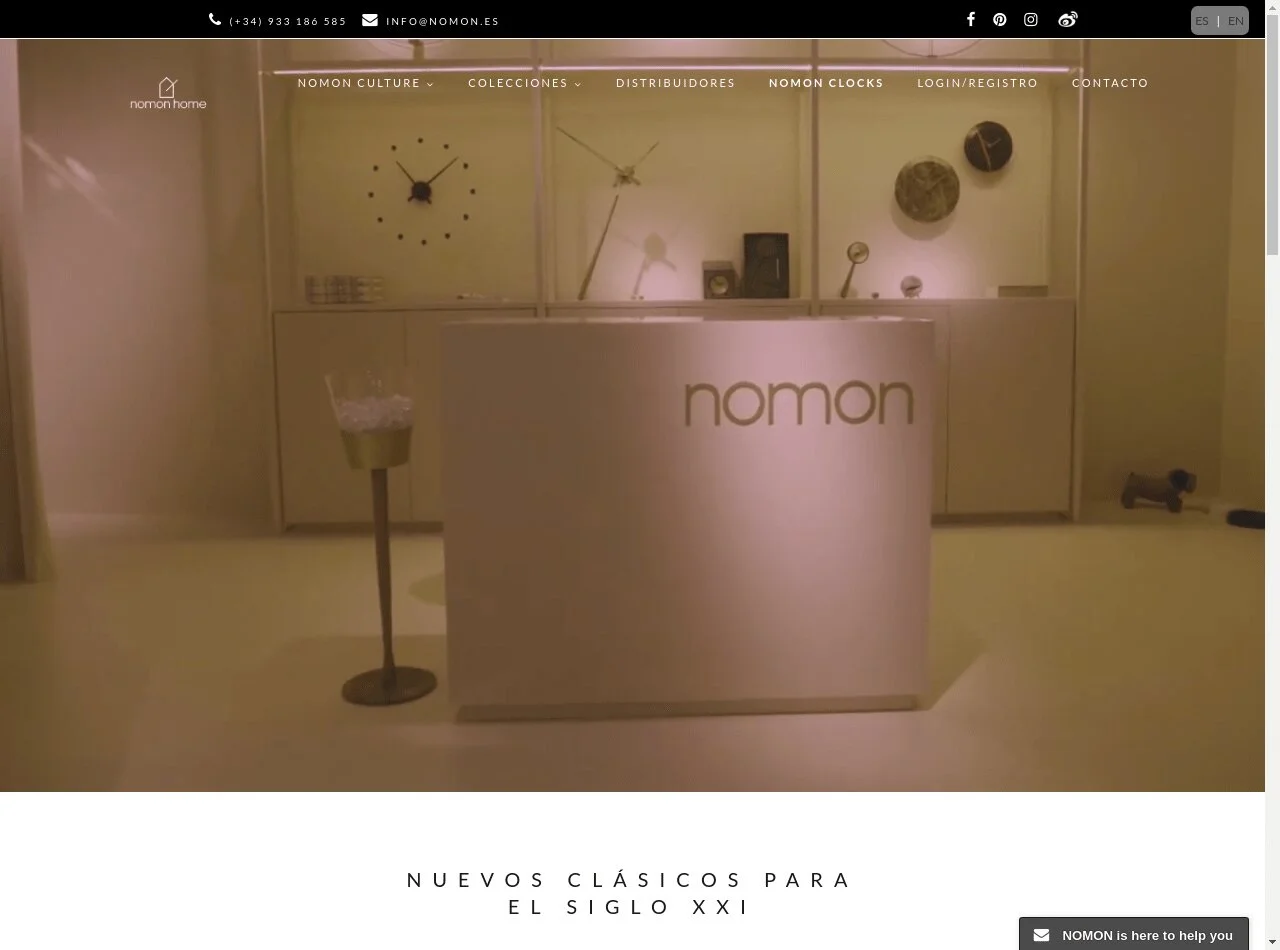 (+34) 933 186 585 INFO@NOMON.ES ES | EN
nomon home NOMON CULTURE COLECCIONES DISTRIBUIDORES NOMON CLOCKS LOGIN/REGISTRO CONTACTO
nomon
NUEVOS CLÁSICOS PARA
EL SIGLO XXI
NOMON is here to help you